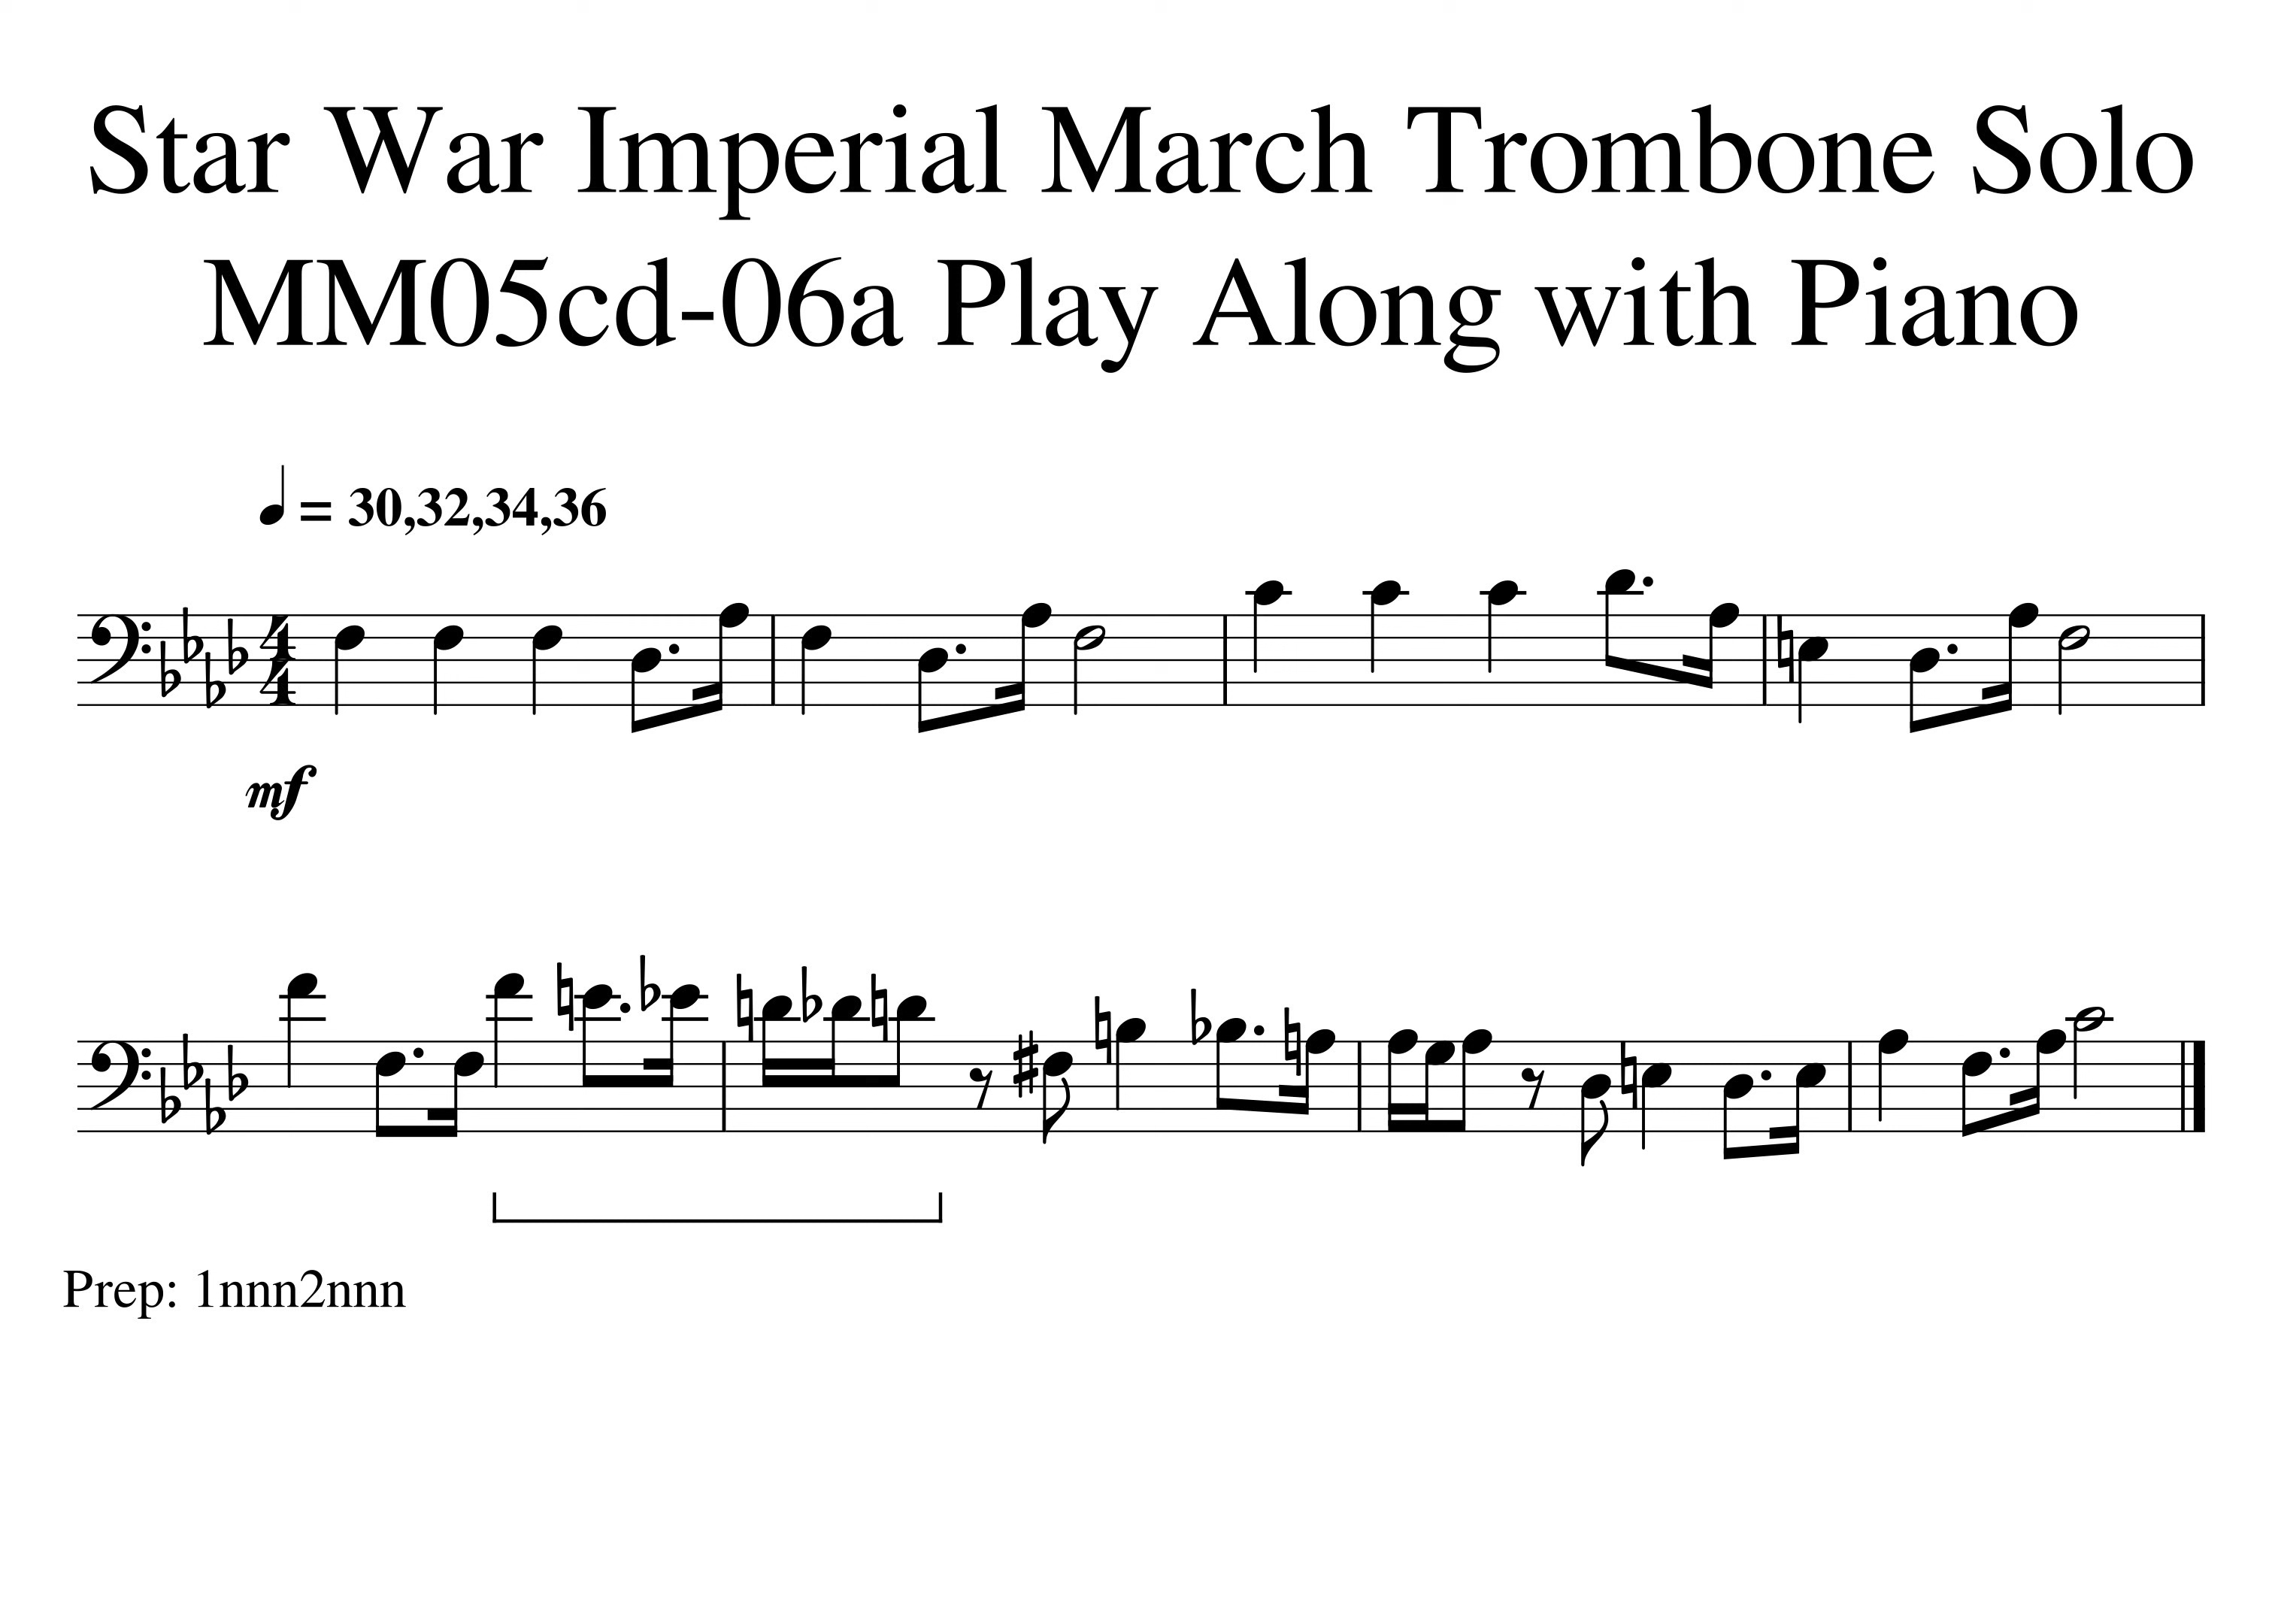 Star War Imperial March Trombone Solo
MM05cd-06a Play Along with Piano
= 30,32,34,36
mf
Prep: 1nnn2nnn